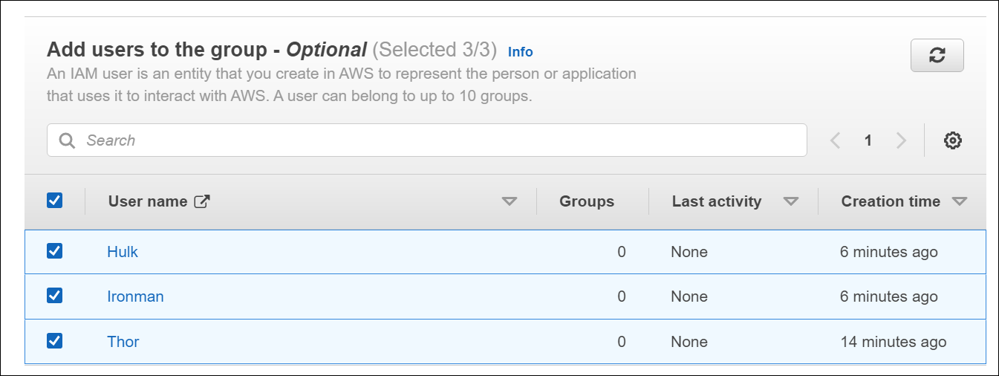 Add users to the group - Optional (Selected 3/3) Info
An IAM user is an entity that you create in AWS to represent the person or application
that uses it to interact with AWS. A user can belong to up to 10 groups.
Search 1
User name Groups Last activity Creation time
Hulk 0 None 6 minutes ago
Ironman 0 None 6 minutes ago
Thor 0 None 14 minutes ago